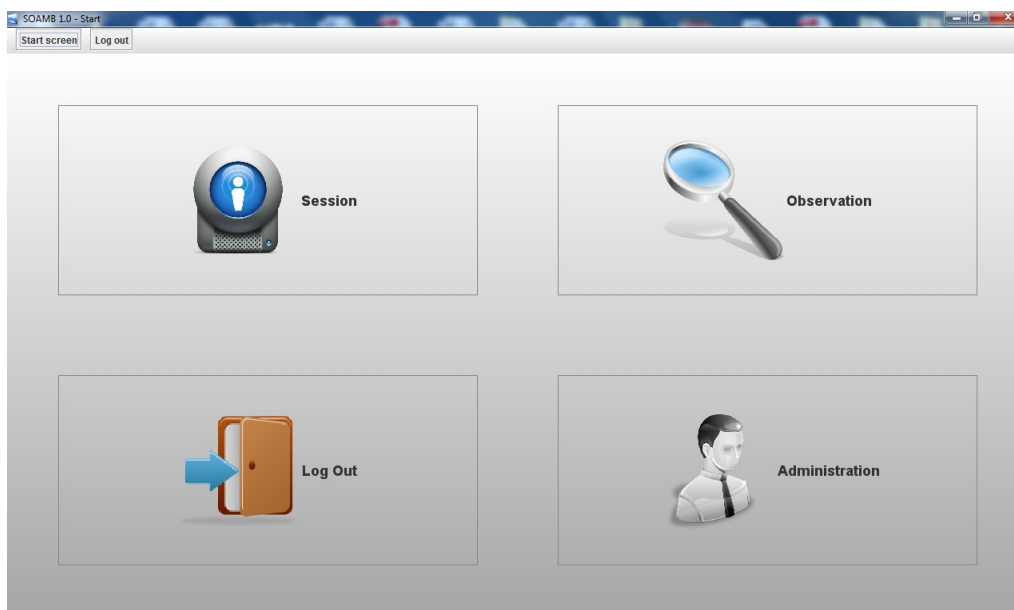 SOAMB 1.0 - Start
Start screen Log out
Session
Observation
Log Out
Administration